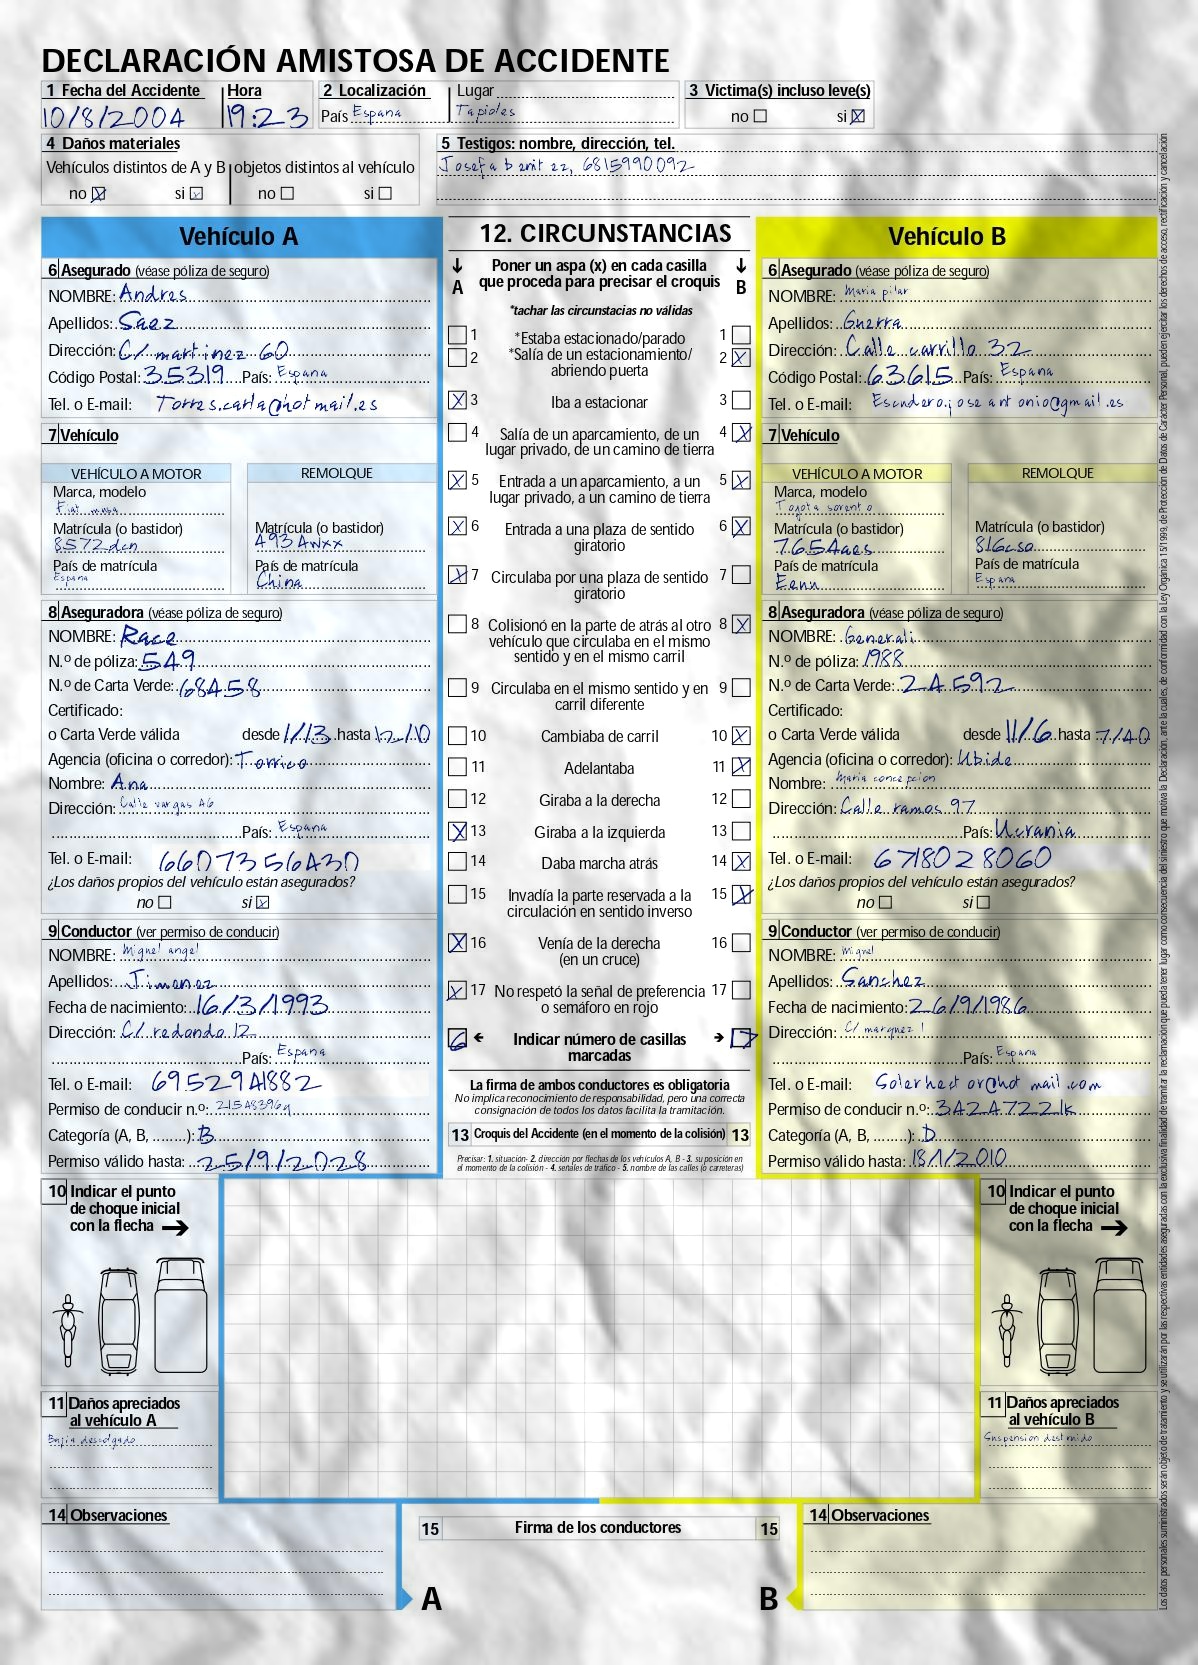 DECLARACIÓN AMISTOSA DE ACCIDENTE
1 Fecha del Accidente Hora 2 Localización Lugar 3 Victima(s) incluso leve(s)
10/8/2004 19:23 País Espana Tapioles no si
4 Daños materiales 5 Testigos: nombre, dirección, tel.
Vehículos distintos de A y B objetos distintos al vehículo Josefa benitez, 6815990092
no si no si
Vehículo A
6 Asegurado (véase póliza de seguro)
NOMBRE: Andres
Apellidos: Saez
Dirección: C/ martinez 60
Código Postal: 35319 País: Espana
Tel. o E-mail: Torres.carla@hotmail.es
7 Vehículo
VEHÍCULO A MOTOR REMOLQUE
Marca, modelo
Fiat musa
Matrícula (o bastidor) Matrícula (o bastidor)
8572dcn 493Awxx
País de matrícula País de matrícula
Espana China
8 Aseguradora (véase póliza de seguro)
NOMBRE: Race
N.º de póliza: 549
N.º de Carta Verde: 68458
Certificado:
o Carta Verde válida desde 1/13 hasta 12/10
Agencia (oficina o corredor): Torrico
Nombre: Ana
Dirección: Calle vargas 46
País: Espana
Tel. o E-mail: 6607356430
¿Los daños propios del vehículo están asegurados?
no si
9 Conductor (ver permiso de conducir)
NOMBRE: Miguel angel
Apellidos: Jimenez
Fecha de nacimiento: 16/3/1993
Dirección: C/ redondo 12
País: Espana
Tel. o E-mail: 6952941882
Permiso de conducir n.º:
Categoría (A, B, ........): B
Permiso válido hasta: 25/9/2028
12. CIRCUNSTANCIAS
A Poner un aspa (x) en cada casilla que proceda para precisar el croquis B
*tachar las circunstacias no válidas
1 *Estaba estacionado/parado 1
2 *Salía de un estacionamiento/ 2
abriendo puerta
3 Iba a estacionar 3
4 Salía de un aparcamiento, de un 4
lugar privado, de un camino de tierra
5 Entrada a un aparcamiento, a un 5
lugar privado, a un camino de tierra
6 Entrada a una plaza de sentido 6
giratorio
7 Circulaba por una plaza de sentido 7
giratorio
8 Colisionó en la parte de atrás al otro 8
vehículo que circulaba en el mismo
sentido y en el mismo carril
9 Circulaba en el mismo sentido y en 9
carril diferente
10 Cambiaba de carril 10
11 Adelantaba 11
12 Giraba a la derecha 12
13 Giraba a la izquierda 13
14 Daba marcha atrás 14
15 Invadía la parte reservada a la 15
circulación en sentido inverso
16 Venía de la derecha 16
(en un cruce)
17 No respetó la señal de preferencia 17
o semáforo en rojo
6 Indicar número de casillas 17
marcadas
La firma de ambos conductores es obligatoria
No implica reconocimiento de responsabilidad, pero una correcta
consignación de todos los datos facilita la tramitación.
13 Croquis del Accidente (en el momento de la colisión) 13
Precisar: 1. situación- 2. dirección por flechas de los vehículos A, B - 3. su posición en
el momento de la colisión - 4. señales de tráfico - 5. nombre de las calles (o carreteras)
Vehículo B
6 Asegurado (véase póliza de seguro)
NOMBRE: Maria pilar
Apellidos: Guerra
Dirección: Calle carrillo 32
Código Postal: 63615 País: Espana
Tel. o E-mail: Escudero.joseantonio@gmail.es
7 Vehículo
VEHÍCULO A MOTOR REMOLQUE
Marca, modelo
Toyota sorento
Matrícula (o bastidor) Matrícula (o bastidor)
7654aes 816cso
País de matrícula País de matrícula
Eenn Espana
8 Aseguradora (véase póliza de seguro)
NOMBRE: Generali
N.º de póliza: 1988
N.º de Carta Verde: 24592
Certificado:
o Carta Verde válida desde 11/6 hasta 7/40
Agencia (oficina o corredor): Ubide
Nombre: Maria concepcion
Dirección: Calle ramos 97
País: Ucrania
Tel. o E-mail: 6718028060
¿Los daños propios del vehículo están asegurados?
no si
9 Conductor (ver permiso de conducir)
NOMBRE: Miguel
Apellidos: Sanchez
Fecha de nacimiento: 26/9/1986
Dirección: C/ marquez 1
País: Espana
Tel. o E-mail: Solerhector@hotmail.com
Permiso de conducir n.º: 34247221k
Categoría (A, B, ........): D
Permiso válido hasta: 18/1/2010
10 Indicar el punto
de choque inicial
con la flecha
11 Daños apreciados
al vehículo A
Bujia descolgado
10 Indicar el punto
de choque inicial
con la flecha
11 Daños apreciados
al vehículo B
Suspension destruido
14 Observaciones
15 Firma de los conductores 15
A B
14 Observaciones
Los datos personales suministrados serán objeto de tratamiento y se utilizarán por las respectivas entidades aseguradas con la exclusiva finalidad de tramitar la reclamación que pueda tener lugar como consecuencia del siniestro que motiva la Declaración, ante la cuales, de conformidad con la Ley Orgánica 15/1999, de Protección de Datos de Carácter Personal, pueden ejercitar los derechos de acceso, rectificación y cancelación